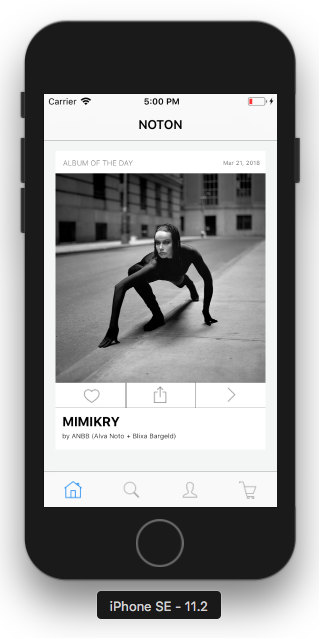 Carrier 5:00 PM
NOTON
ALBUM OF THE DAY Mar 21, 2018
MIMIKRY
by ANBB (Alva Noto + Blixa Bargeld)
iPhone SE - 11.2